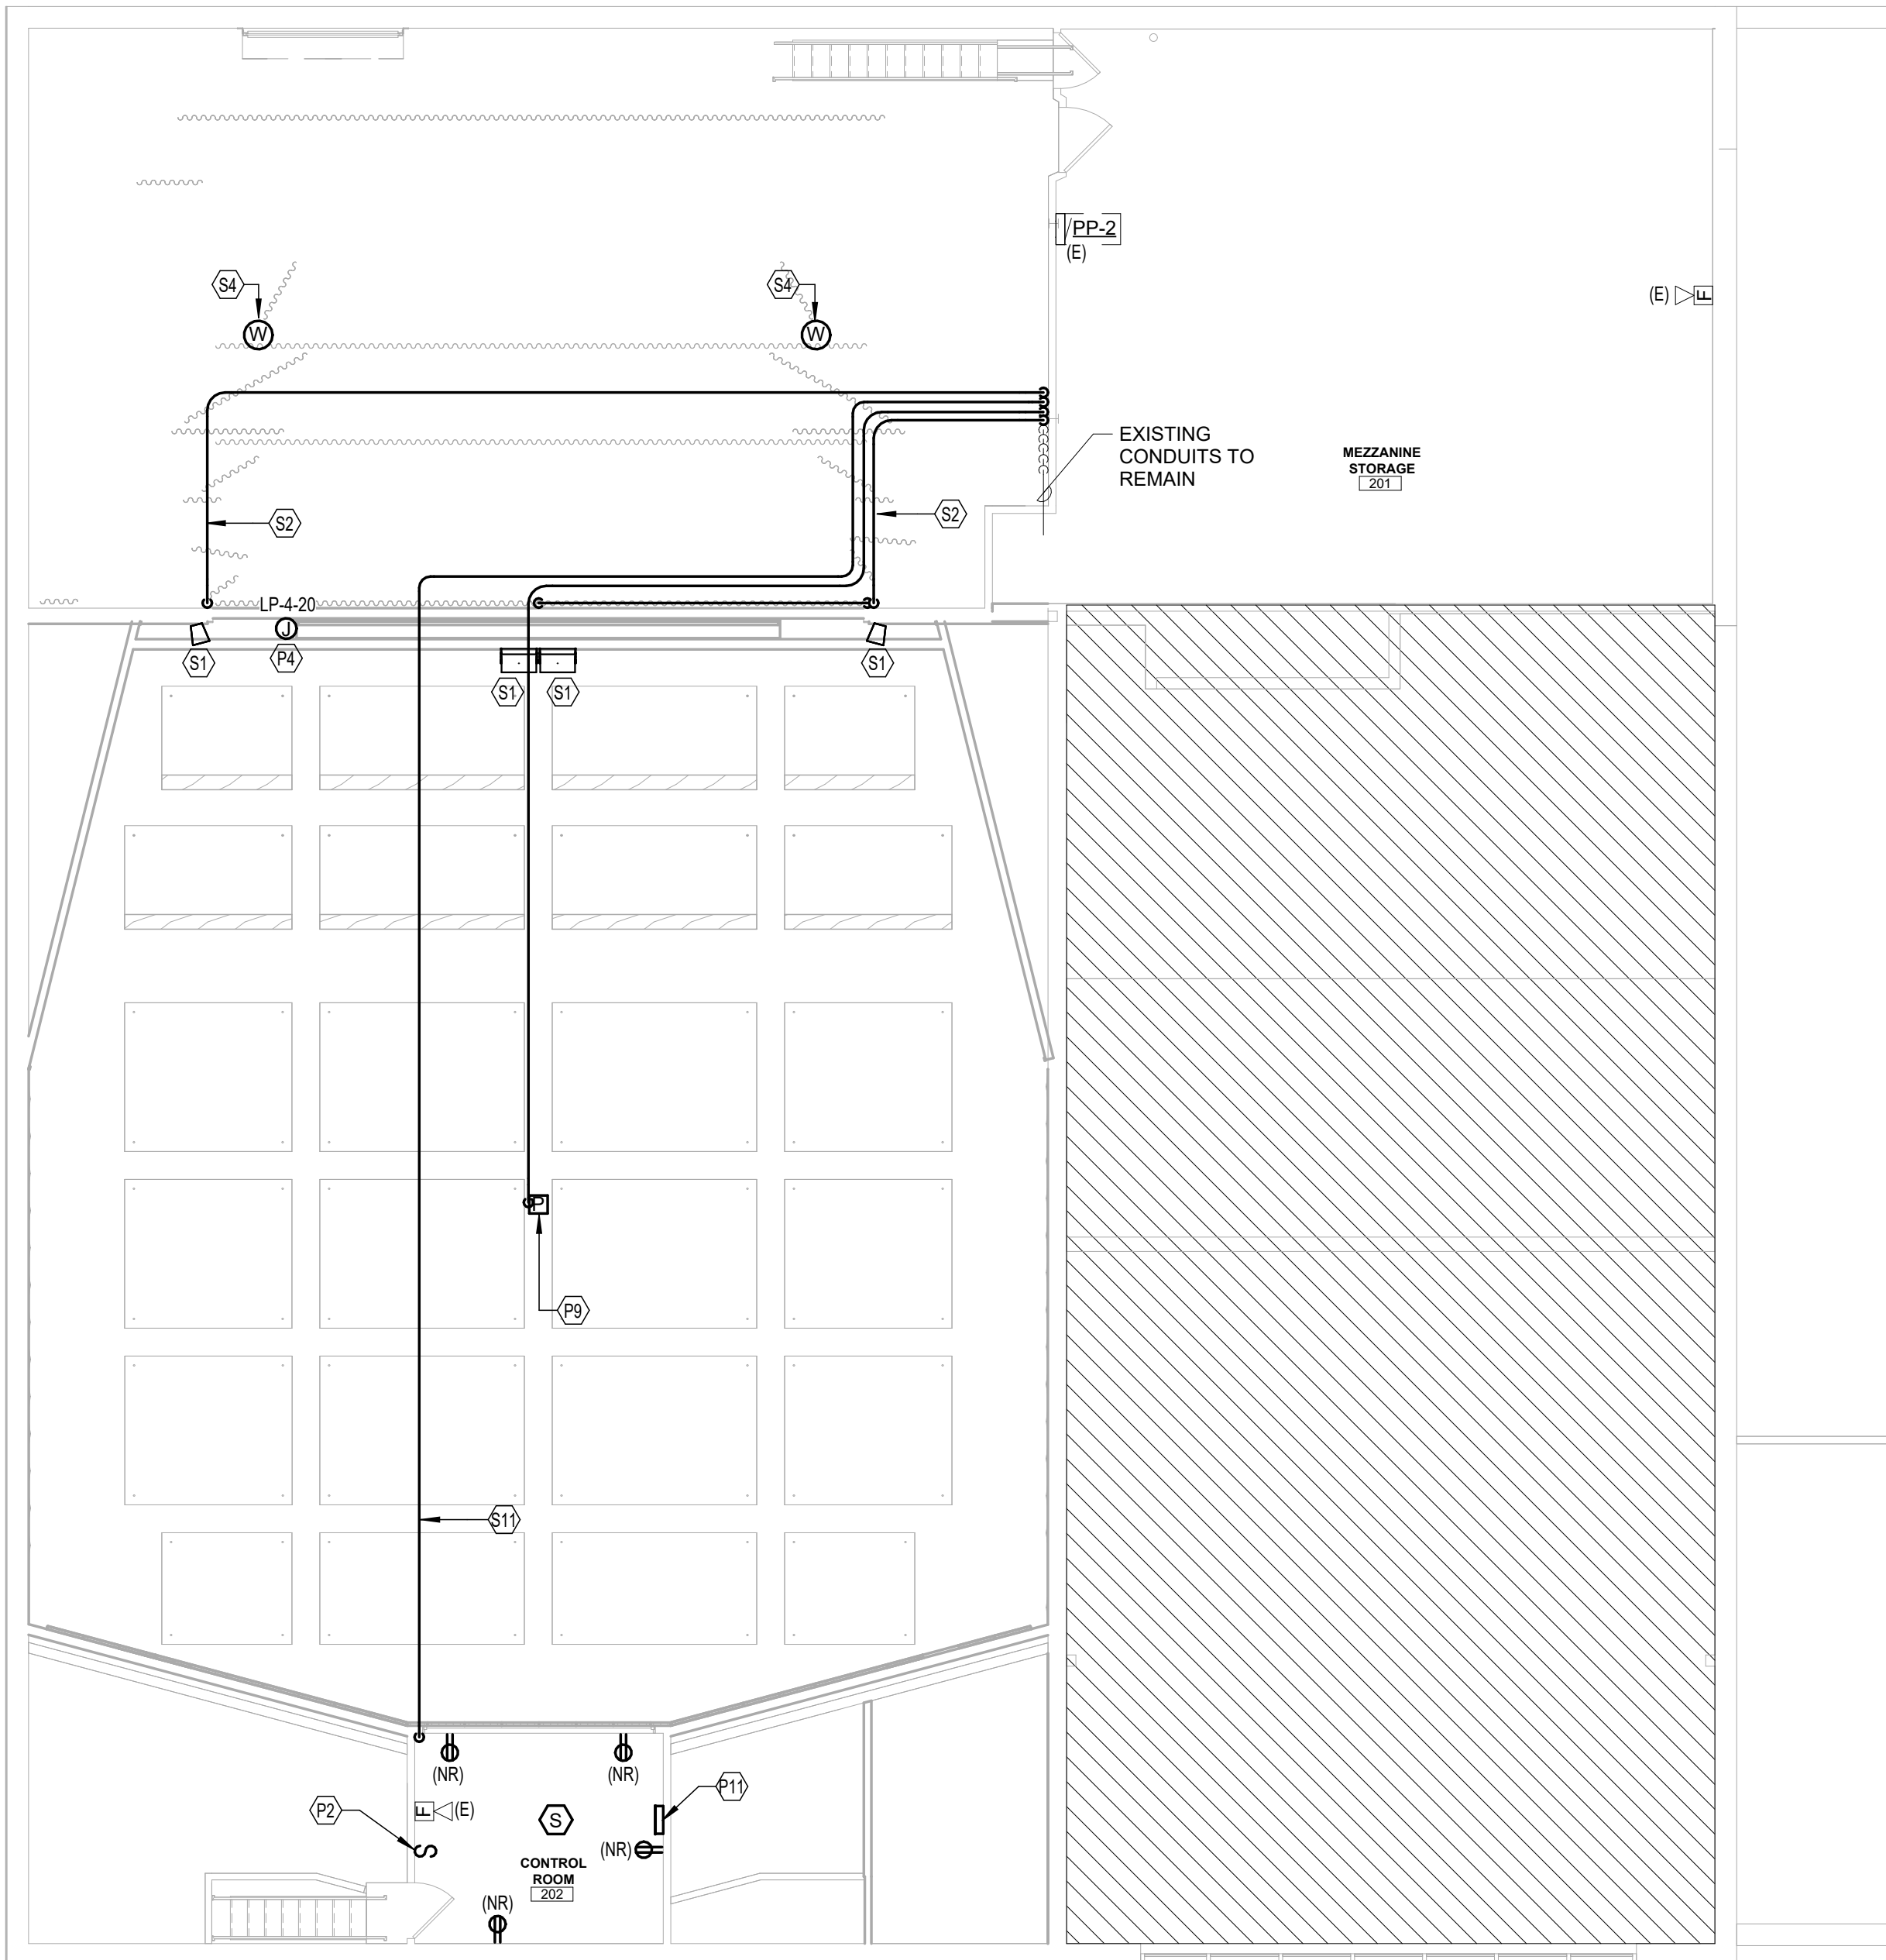 PP-2
(E)
S4
S4
(E) F
W
W
EXISTING
CONDUITS TO
REMAIN
MEZZANINE
STORAGE
201
S2
S2
LP-4-20
J
S1
P4
S1
S1
S1
P
P9
S11
(NR)
(NR)
P11
P2
F (E)
S
S
(NR)
CONTROL
ROOM
202
(NR)